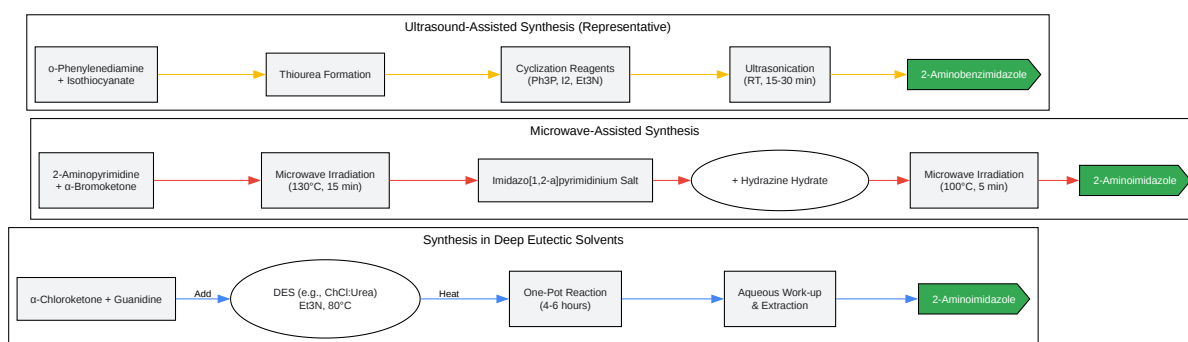 Ultrasound-Assisted Synthesis (Representative)
o-Phenylenediamine
+ Isothiocyanate
Thiourea Formation
Cyclization Reagents
(Ph3P, I2, Et3N)
Ultrasonication
(RT, 15-30 min)
2-Aminobenzimidazole
Microwave-Assisted Synthesis
2-Aminopyrimidine
+ α-Bromoketone
Microwave Irradiation
(130°C, 15 min)
Imidazo[1,2-a]pyrimidinium Salt
+ Hydrazine Hydrate
Microwave Irradiation
(100°C, 5 min)
2-Aminoimidazole
Synthesis in Deep Eutectic Solvents
α-Chloroketone + Guanidine
Add
DES (e.g., ChCl:Urea)
Et3N, 80°C
Heat
One-Pot Reaction
(4-6 hours)
Aqueous Work-up
& Extraction
2-Aminoimidazole